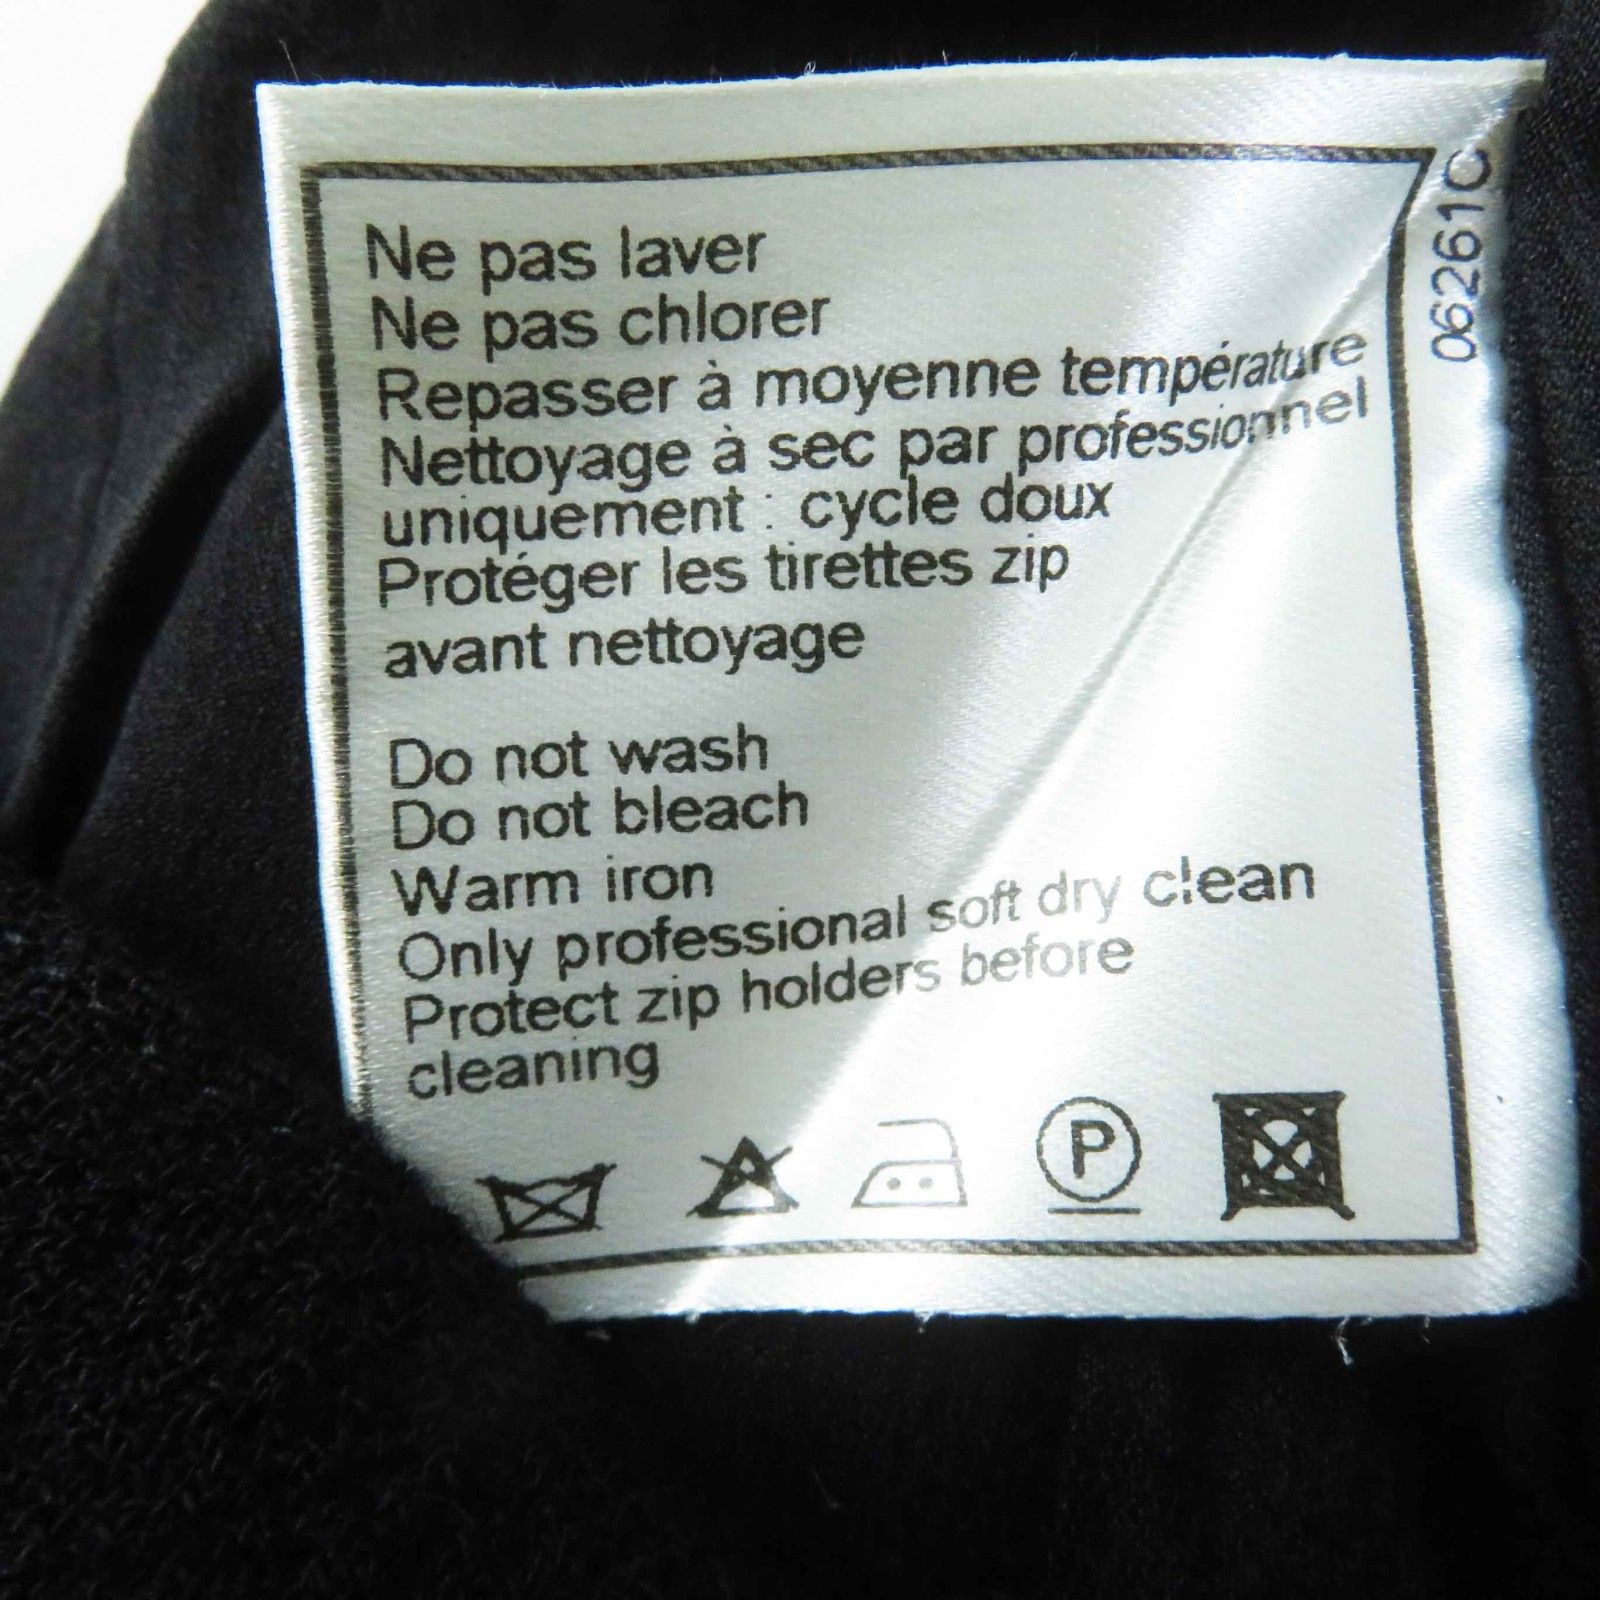 Ne pas laver
Ne pas chlorer
Repasser à moyenne température
Nettoyage à sec par professionnel
uniquement : cycle doux
Protéger les tirettes zip
avant nettoyage
Do not wash
Do not bleach
Warm iron
Only professional soft dry clean
Protect zip holders before
cleaning
P
06261C